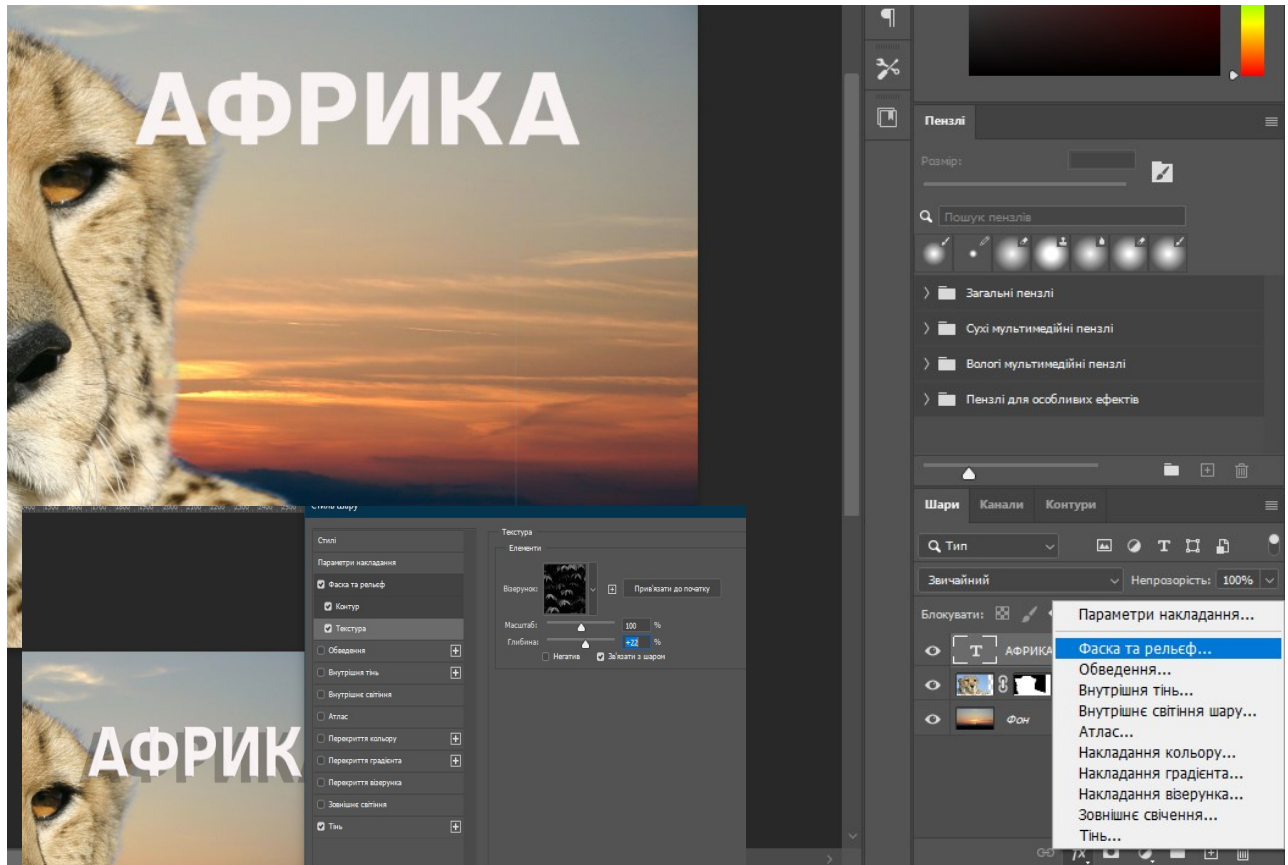 АФРИКА
Пензлі
Розмір:
Пошук пензлів
Загальні пензлі
Сухі мультимедійні пензлі
Вологі мультимедійні пензлі
Пензлі для особливих ефектів
Шари Канали Контури
Тип
Звичайний Непрозорість: 100%
Блокувати:
T АФРИКА
Фон
Параметри накладання...
Фаска та рельєф...
Обведення...
Внутрішня тінь...
Внутрішнє світіння шару...
Атлас...
Накладання кольору...
Накладання градієнта...
Накладання візерунка...
Зовнішнє свічення...
Тінь...
fx
Стилі
Параметри накладання
Фаска та рельєф
Контур
Текстура
Обведення
Внутрішня тінь
Внутрішнє світіння
Атлас
Перекриття кольору
Перекриття градієнта
Перекриття візерунка
Зовнішнє світіння
Тінь
Текстура
Елементи
Візерунок: Прив'язати до початку
Масштаб: 100 %
Глибина: +22 %
Негатив Зв'язати з шаром
АФРИК